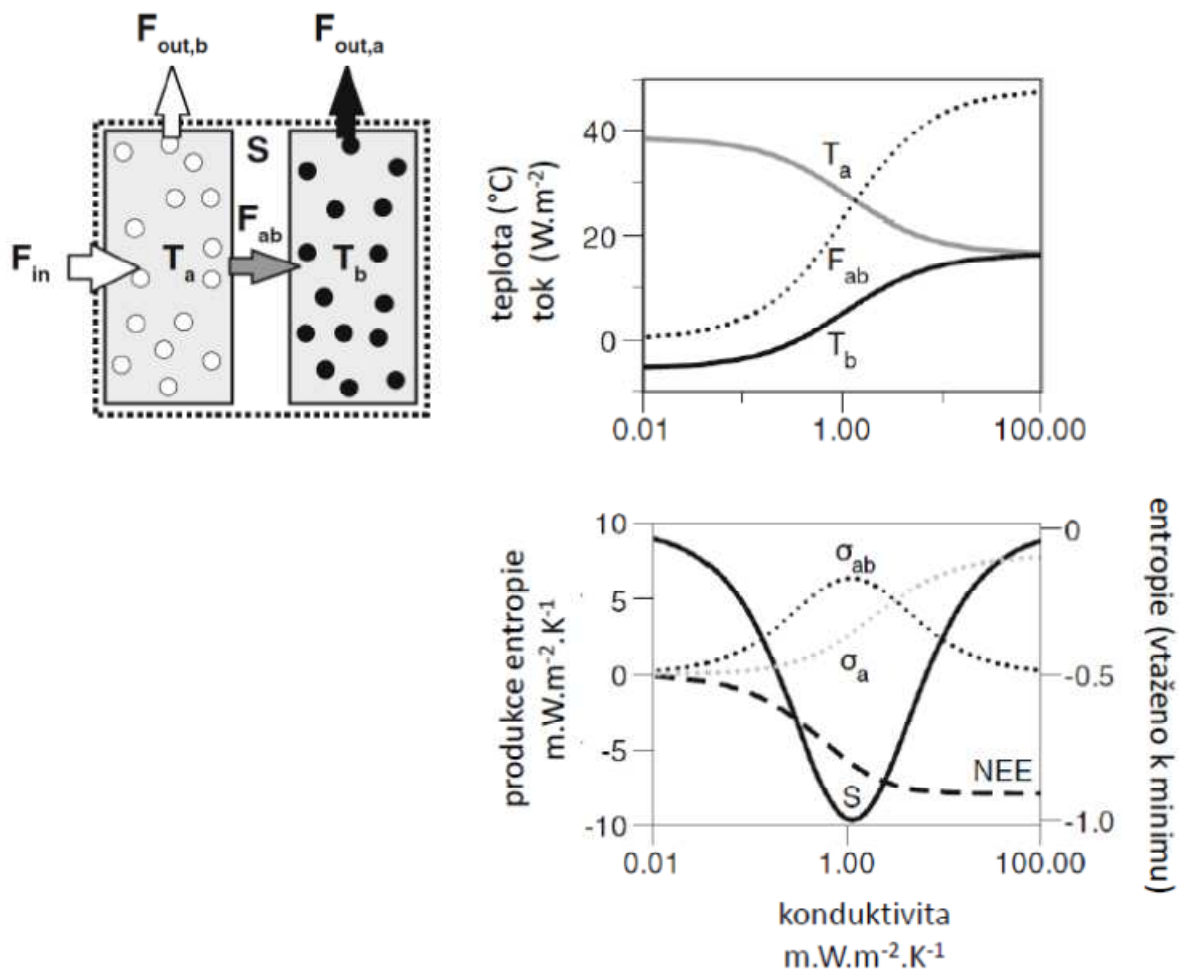 F_out,b
F_out,a
S
F_in
T_a
F_ab
T_b
teplota (°C)
tok (W.m⁻²)
40
20
0
T_a
F_ab
T_b
0.01
1.00
100.00
produkce entropie
m.W.m⁻².K⁻¹
10
5
0
-5
-10
σ_ab
σ_a
NEE
S
0
-0.5
-1.0
entropie (vtaženo k minimu)
0.01
1.00
100.00
konduktivita
m.W.m⁻².K⁻¹